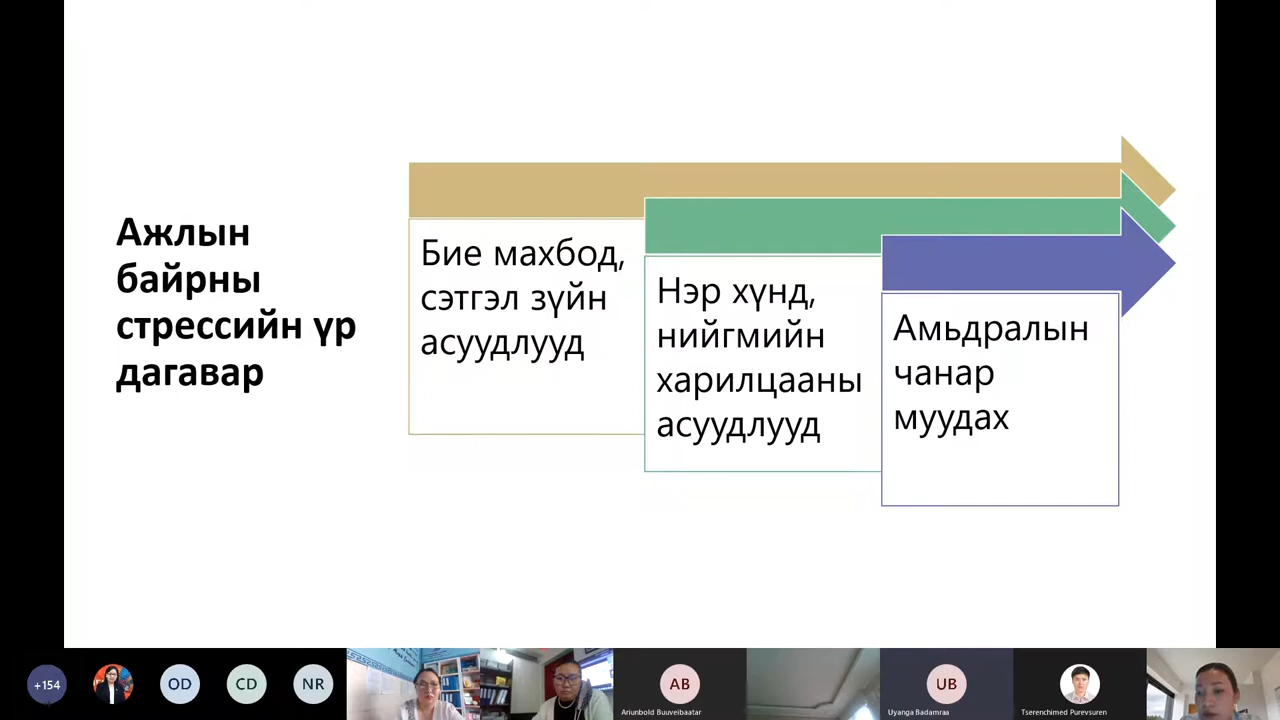 Ажлын
байрны
стрессийн үр
дагавар
Бие махбод,
сэтгэл зүйн
асуудлууд
Нэр хүнд,
нийгмийн
харилцааны
асуудлууд
Амьдралын
чанар
муудах
+154
OD
CD
NR
AB
Ariunbold Buuveibaatar
UB
Uyanga Badamraa
Tserenchimed Purevsuren